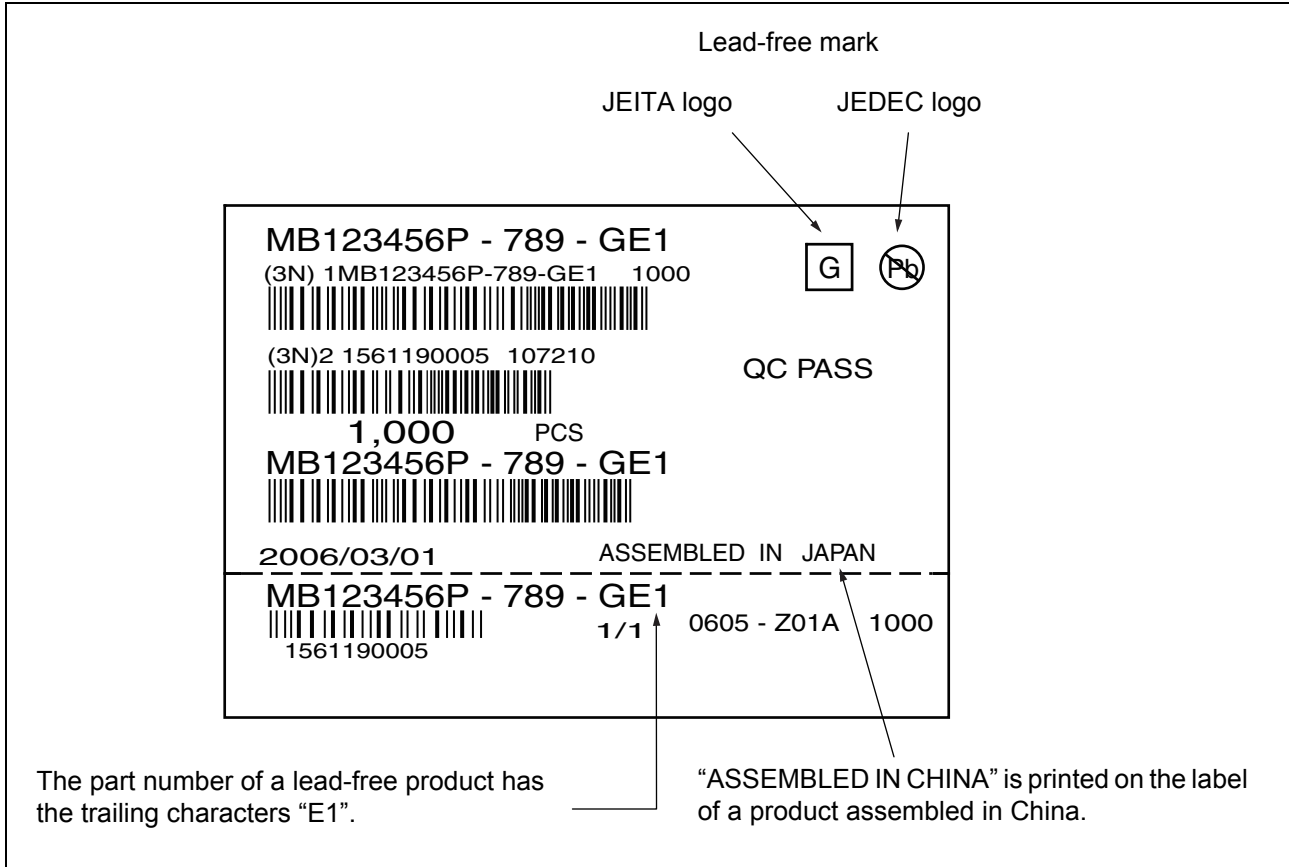 Lead-free mark
JEITA logo
JEDEC logo
MB123456P - 789 - GE1
(3N) 1MB123456P-789-GE1 1000
G
Pb
(3N)2 1561190005 107210
QC PASS
1,000 PCS
MB123456P - 789 - GE1
2006/03/01
ASSEMBLED IN JAPAN
MB123456P - 789 - GE1
1/1
0605 - Z01A 1000
1561190005
The part number of a lead-free product has
the trailing characters “E1”.
“ASSEMBLED IN CHINA” is printed on the label
of a product assembled in China.